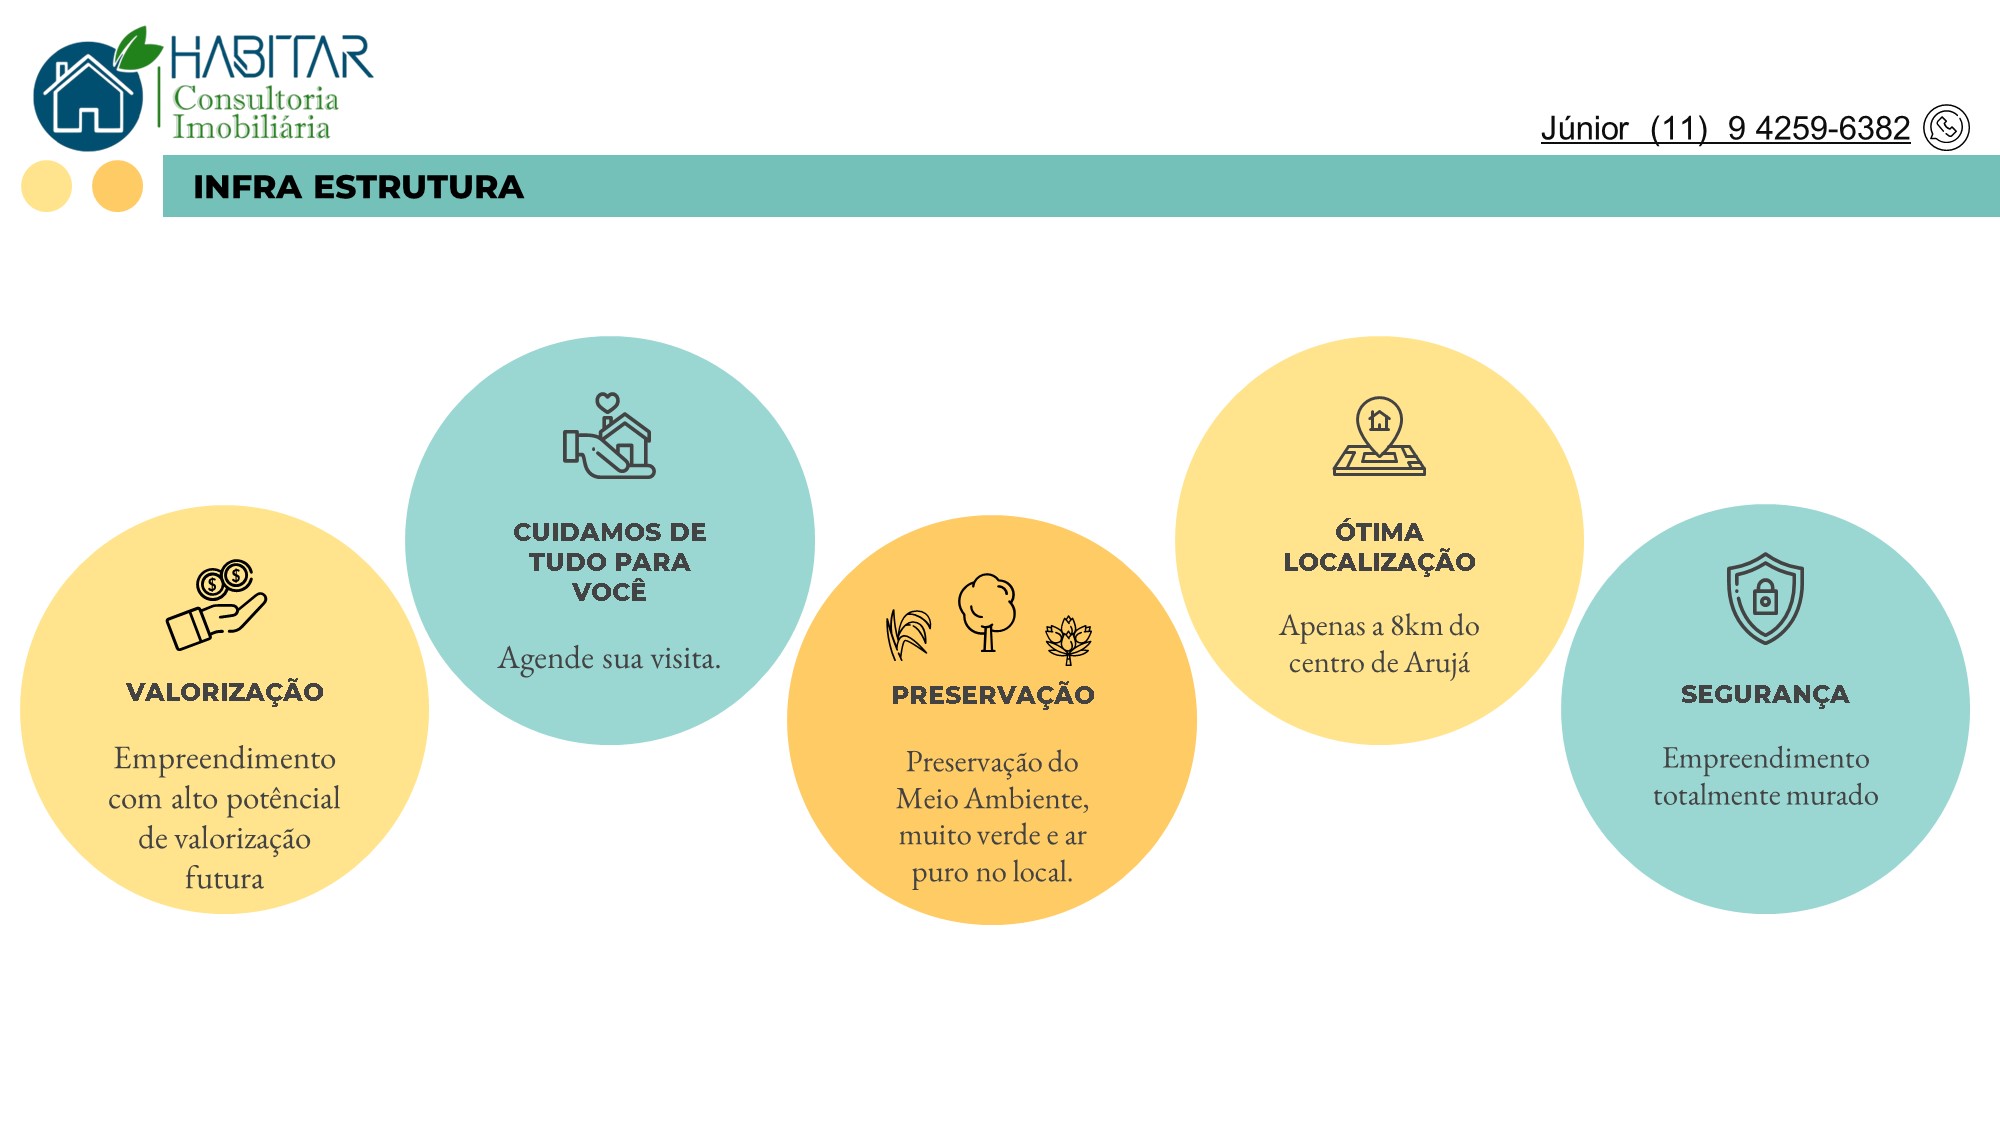 HABITAR
Consultoria
Imobiliária
Júnior (11) 9 4259-6382
INFRA ESTRUTURA
VALORIZAÇÃO
Empreendimento
com alto potêncial
de valorização
futura
CUIDAMOS DE
TUDO PARA
VOCÊ
Agende sua visita.
PRESERVAÇÃO
Preservação do
Meio Ambiente,
muito verde e ar
puro no local.
ÓTIMA
LOCALIZAÇÃO
Apenas a 8km do
centro de Arujá
SEGURANÇA
Empreendimento
totalmente murado